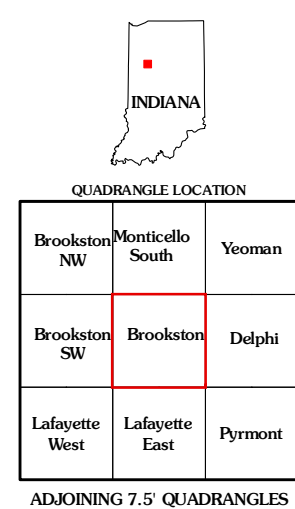 INDIANA
QUADRANGLE LOCATION
Brookston NW
Monticello South
Yeoman
Brookston SW
Brookston
Delphi
Lafayette West
Lafayette East
Pyrmont
ADJOINING 7.5' QUADRANGLES